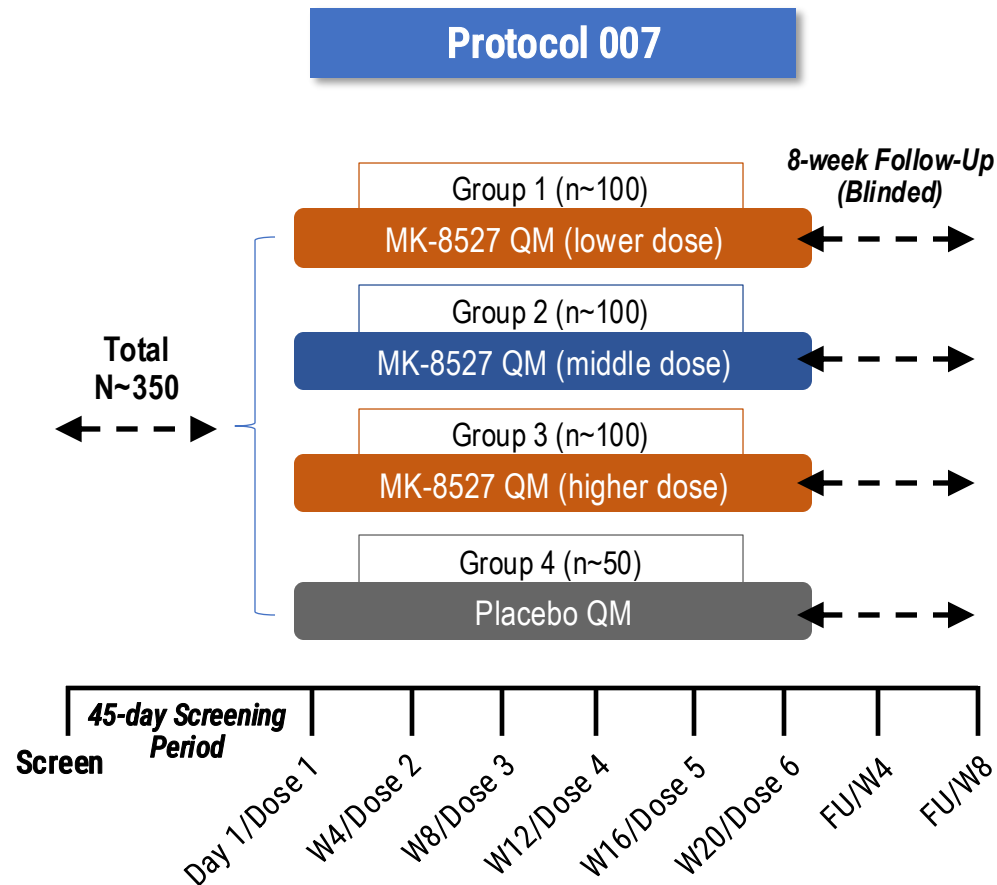 Protocol 007
8-week Follow-Up
(Blinded)
Group 1 (n~100)
MK-8527 QM (lower dose)
Group 2 (n~100)
MK-8527 QM (middle dose)
Total
N~350
Group 3 (n~100)
MK-8527 QM (higher dose)
Group 4 (n~50)
Placebo QM
45-day Screening
Period
Screen
Day 1/Dose 1
W4/Dose 2
W8/Dose 3
W12/Dose 4
W16/Dose 5
W20/Dose 6
FU/W4
FU/W8